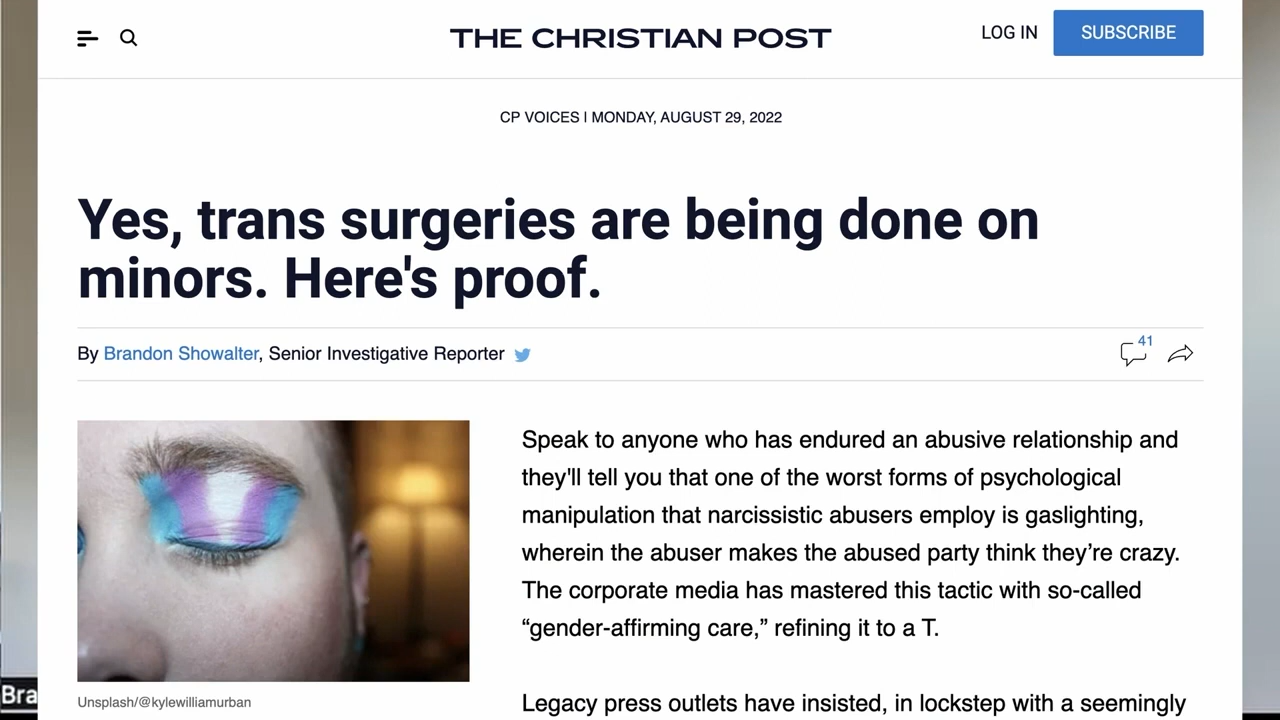 THE CHRISTIAN POST
LOG IN
SUBSCRIBE
CP VOICES | MONDAY, AUGUST 29, 2022
Yes, trans surgeries are being done on
minors. Here's proof.
By Brandon Showalter, Senior Investigative Reporter
41
Speak to anyone who has endured an abusive relationship and
they'll tell you that one of the worst forms of psychological
manipulation that narcissistic abusers employ is gaslighting,
wherein the abuser makes the abused party think they’re crazy.
The corporate media has mastered this tactic with so-called
“gender-affirming care,” refining it to a T.
Legacy press outlets have insisted, in lockstep with a seemingly
Unsplash/@kylewilliamurban
Bra